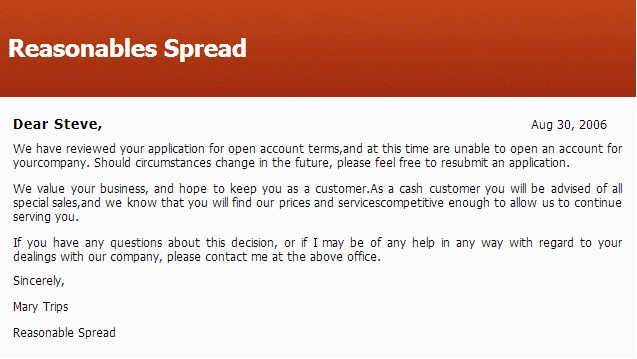 Reasonables Spread
Dear Steve,
Aug 30, 2006
We have reviewed your application for open account terms,and at this time are unable to open an account for
yourcompany. Should circumstances change in the future, please feel free to resubmit an application.
We value your business, and hope to keep you as a customer.As a cash customer you will be advised of all
special sales,and we know that you will find our prices and servicescompetitive enough to allow us to continue
serving you.
If you have any questions about this decision, or if I may be of any help in any way with regard to your
dealings with our company, please contact me at the above office.
Sincerely,
Mary Trips
Reasonable Spread